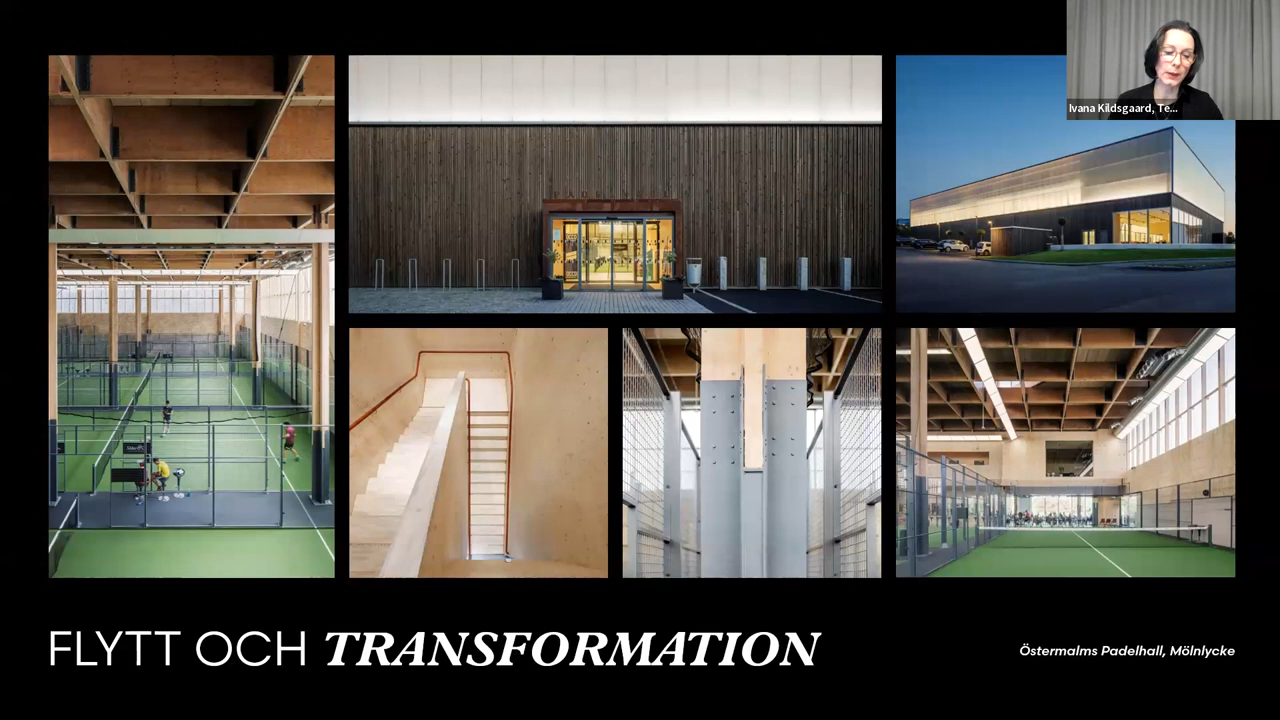 Ivana Kildsgaard, Te...
FLYTT OCH TRANSFORMATION
Östermalms Padelhall, Mölnlycke